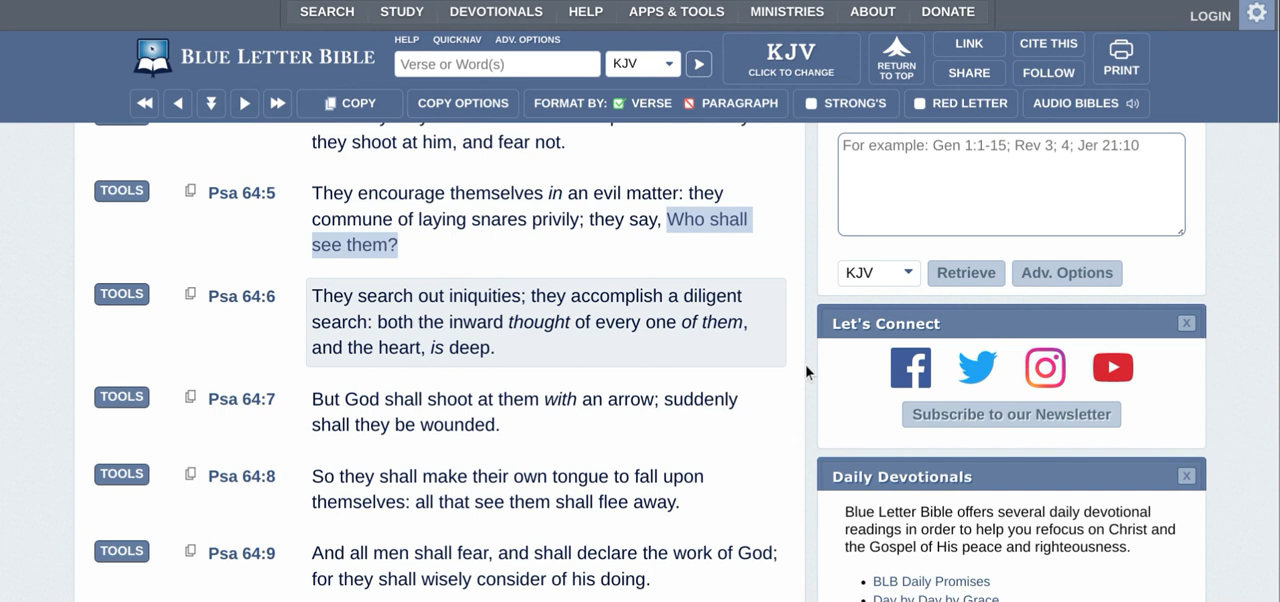 SEARCH STUDY DEVOTIONALS HELP APPS & TOOLS MINISTRIES ABOUT DONATE
LOGIN
BLUE LETTER BIBLE
HELP QUICKNAV ADV. OPTIONS
Verse or Word(s)
KJV
KJV
CLICK TO CHANGE
RETURN
TO TOP
LINK
CITE THIS
SHARE
FOLLOW
PRINT
COPY
COPY OPTIONS
FORMAT BY: VERSE PARAGRAPH
STRONG'S
RED LETTER
AUDIO BIBLES
they shoot at him, and fear not.
TOOLS
Psa 64:5
They encourage themselves in an evil matter: they
commune of laying snares privily; they say, Who shall
see them?
TOOLS
Psa 64:6
They search out iniquities; they accomplish a diligent
search: both the inward thought of every one of them,
and the heart, is deep.
TOOLS
Psa 64:7
But God shall shoot at them with an arrow; suddenly
shall they be wounded.
TOOLS
Psa 64:8
So they shall make their own tongue to fall upon
themselves: all that see them shall flee away.
TOOLS
Psa 64:9
And all men shall fear, and shall declare the work of God;
for they shall wisely consider of his doing.
For example: Gen 1:1-15; Rev 3; 4; Jer 21:10
KJV
Retrieve
Adv. Options
Let's Connect
X
Subscribe to our Newsletter
Daily Devotionals
X
Blue Letter Bible offers several daily devotional
readings in order to help you refocus on Christ and
the Gospel of His peace and righteousness.
BLB Daily Promises
Day by Day by Grace